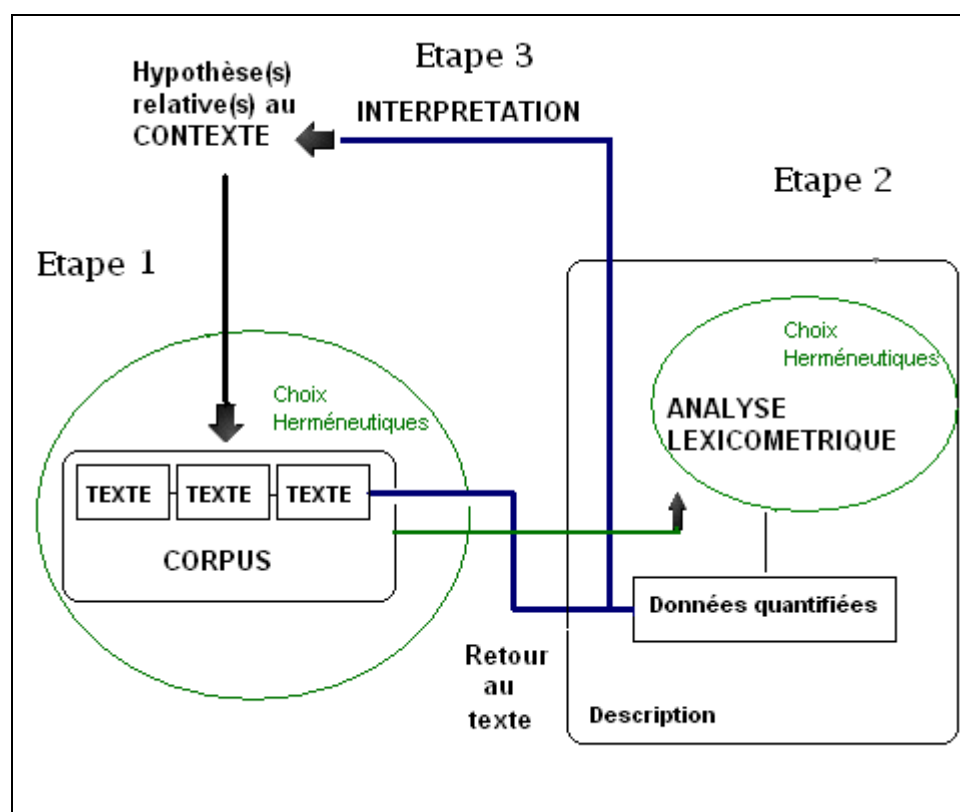 Etape 3
Hypothèse(s)
relative(s) au
CONTEXTE
INTERPRETATION
Etape 2
Etape 1
Choix
Herméneutiques
TEXTE TEXTE TEXTE
CORPUS
Choix
Herméneutiques
ANALYSE
LEXICOMETRIQUE
Données quantifiées
Retour
au
texte
Description